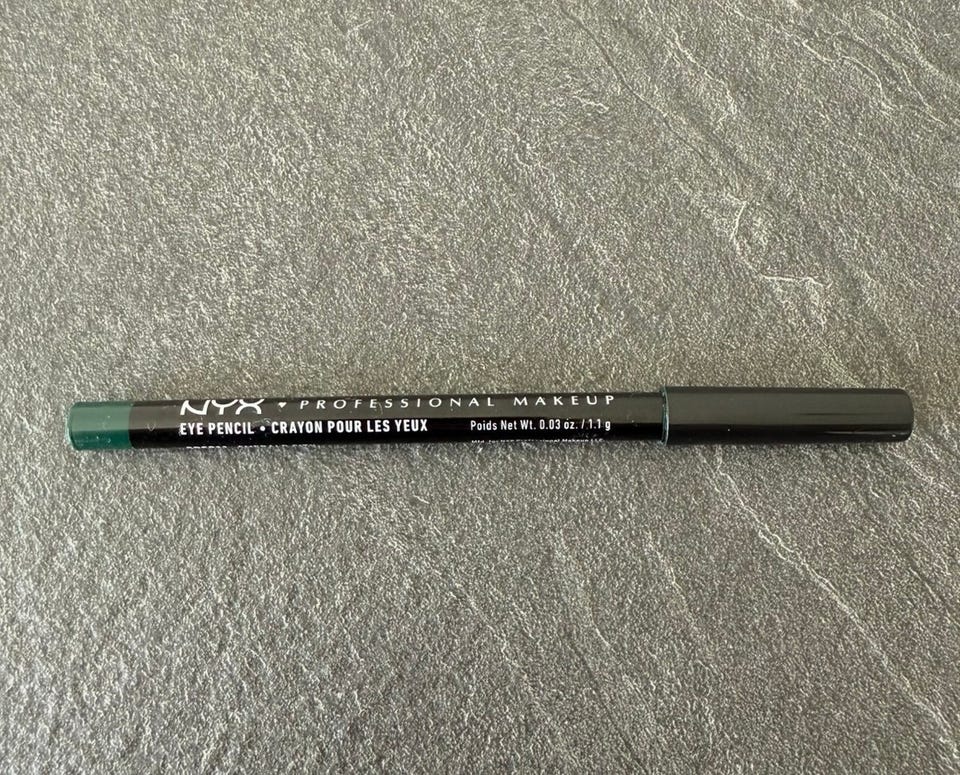 NYX PROFESSIONAL MAKEUP
EYE PENCIL • CRAYON POUR LES YEUX Poids Net Wt. 0.03 oz. / 1.1 g